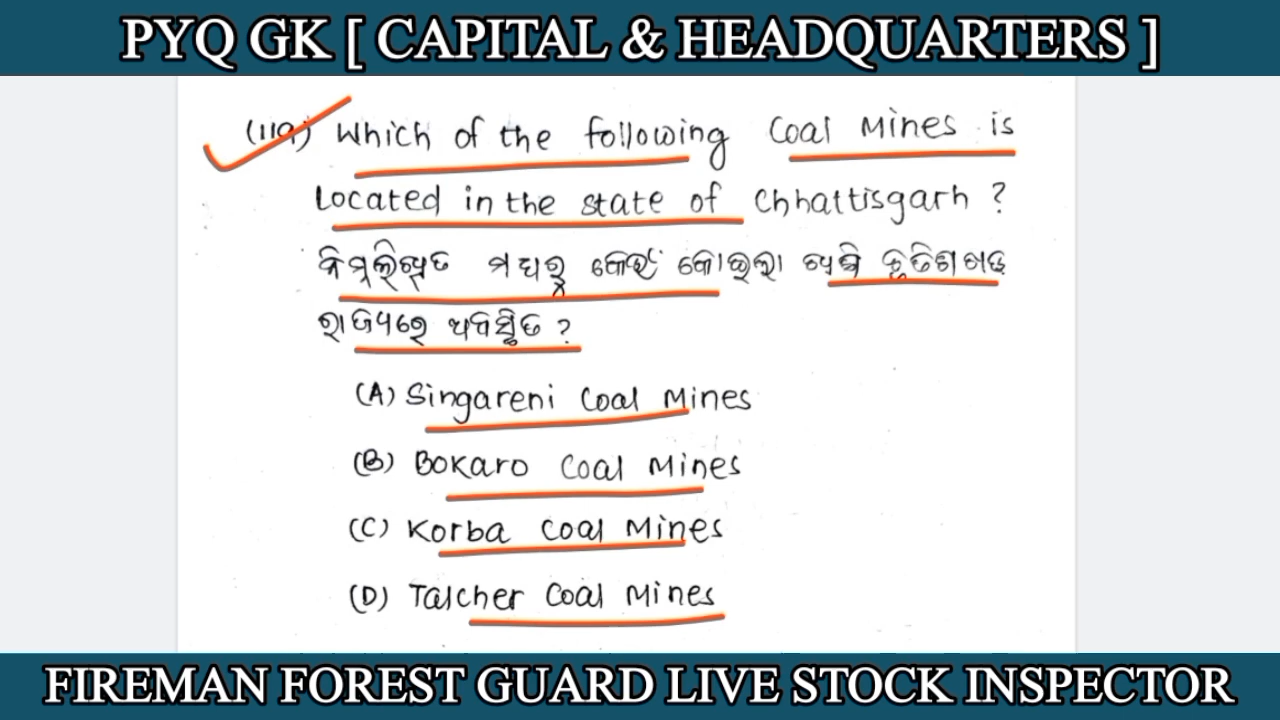 PYQ GK [ CAPITAL & HEADQUARTERS ]
(119) Which of the following Coal Mines is
Located in the state of Chhattisgarh ?
ନିମ୍ନଲିଖିତ ମଧ୍ୟରୁ କେଉଁ କୋଇଲା ଖଣି ଛତିଶଗଡ
ରାଜ୍ୟରେ ଅବସ୍ଥିତ ?
(A) Singareni Coal Mines
(B) Bokaro Coal Mines
(C) Korba Coal Mines
(D) Talcher Coal Mines
FIREMAN FOREST GUARD LIVE STOCK INSPECTOR